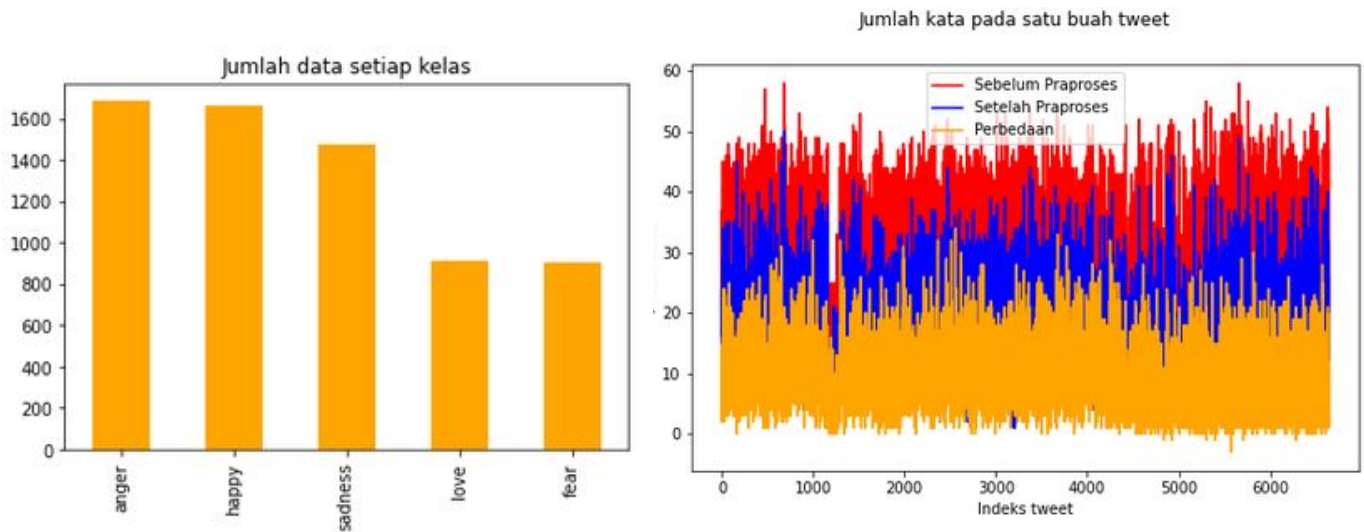 Jumlah data setiap kelas
1600
1400
1200
1000
800
600
400
200
0
anger
happy
sadness
love
fear
Jumlah kata pada satu buah tweet
60
50
40
30
20
10
0
Sebelum Praproses
Setelah Praproses
Perbedaan
0 1000 2000 3000 4000 5000 6000
Indeks tweet